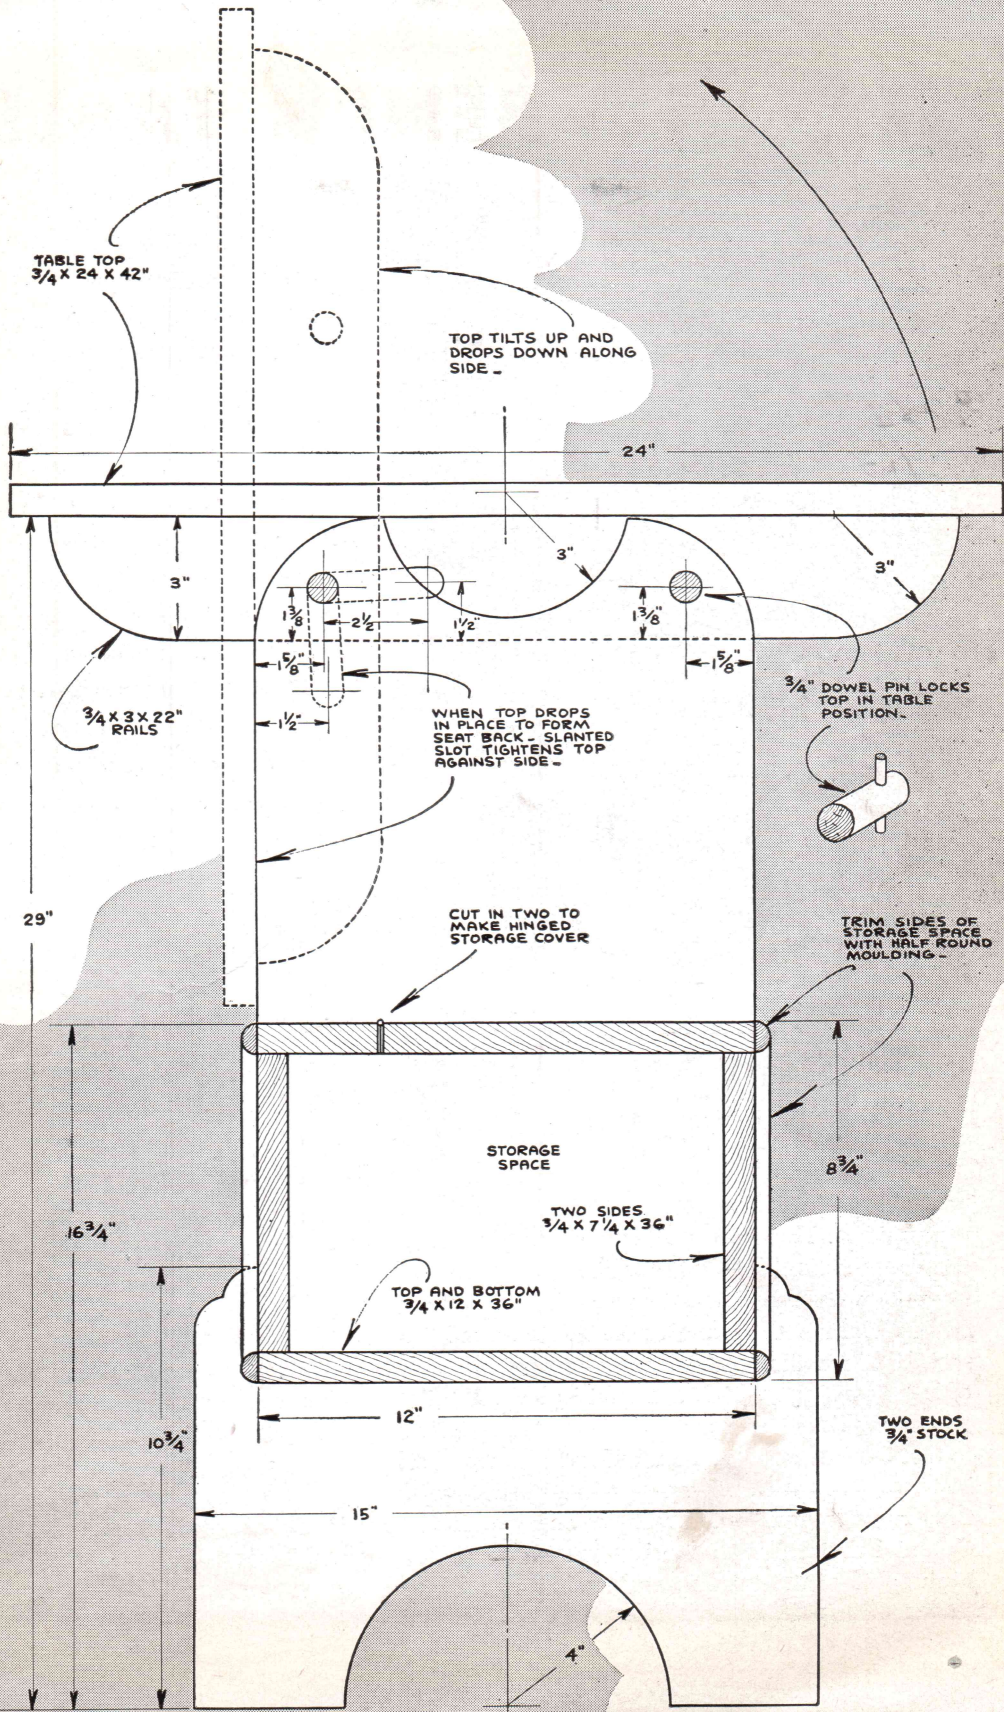 TABLE TOP
3/4 X 24 X 42"
TOP TILTS UP AND
DROPS DOWN ALONG
SIDE -
24"
3"
3"
3"
1 3/8"
2 1/2
1 1/2"
1 3/8"
1 5/8"
1 5/8"
1 1/2"
3/4 X 3 X 22"
RAILS
3/4" DOWEL PIN LOCKS
TOP IN TABLE
POSITION -
WHEN TOP DROPS
IN PLACE TO FORM
SEAT BACK - SLANTED
SLOT TIGHTENS TOP
AGAINST SIDE -
29"
CUT IN TWO TO
MAKE HINGED
STORAGE COVER
TRIM SIDES OF
STORAGE SPACE
WITH HALF ROUND
MOULDING -
STORAGE
SPACE
8 3/4"
16 3/4"
TWO SIDES
3/4 X 7 1/4 X 36"
TOP AND BOTTOM
3/4 X 12 X 36"
12"
10 3/4"
TWO ENDS
3/4" STOCK
15"
4"